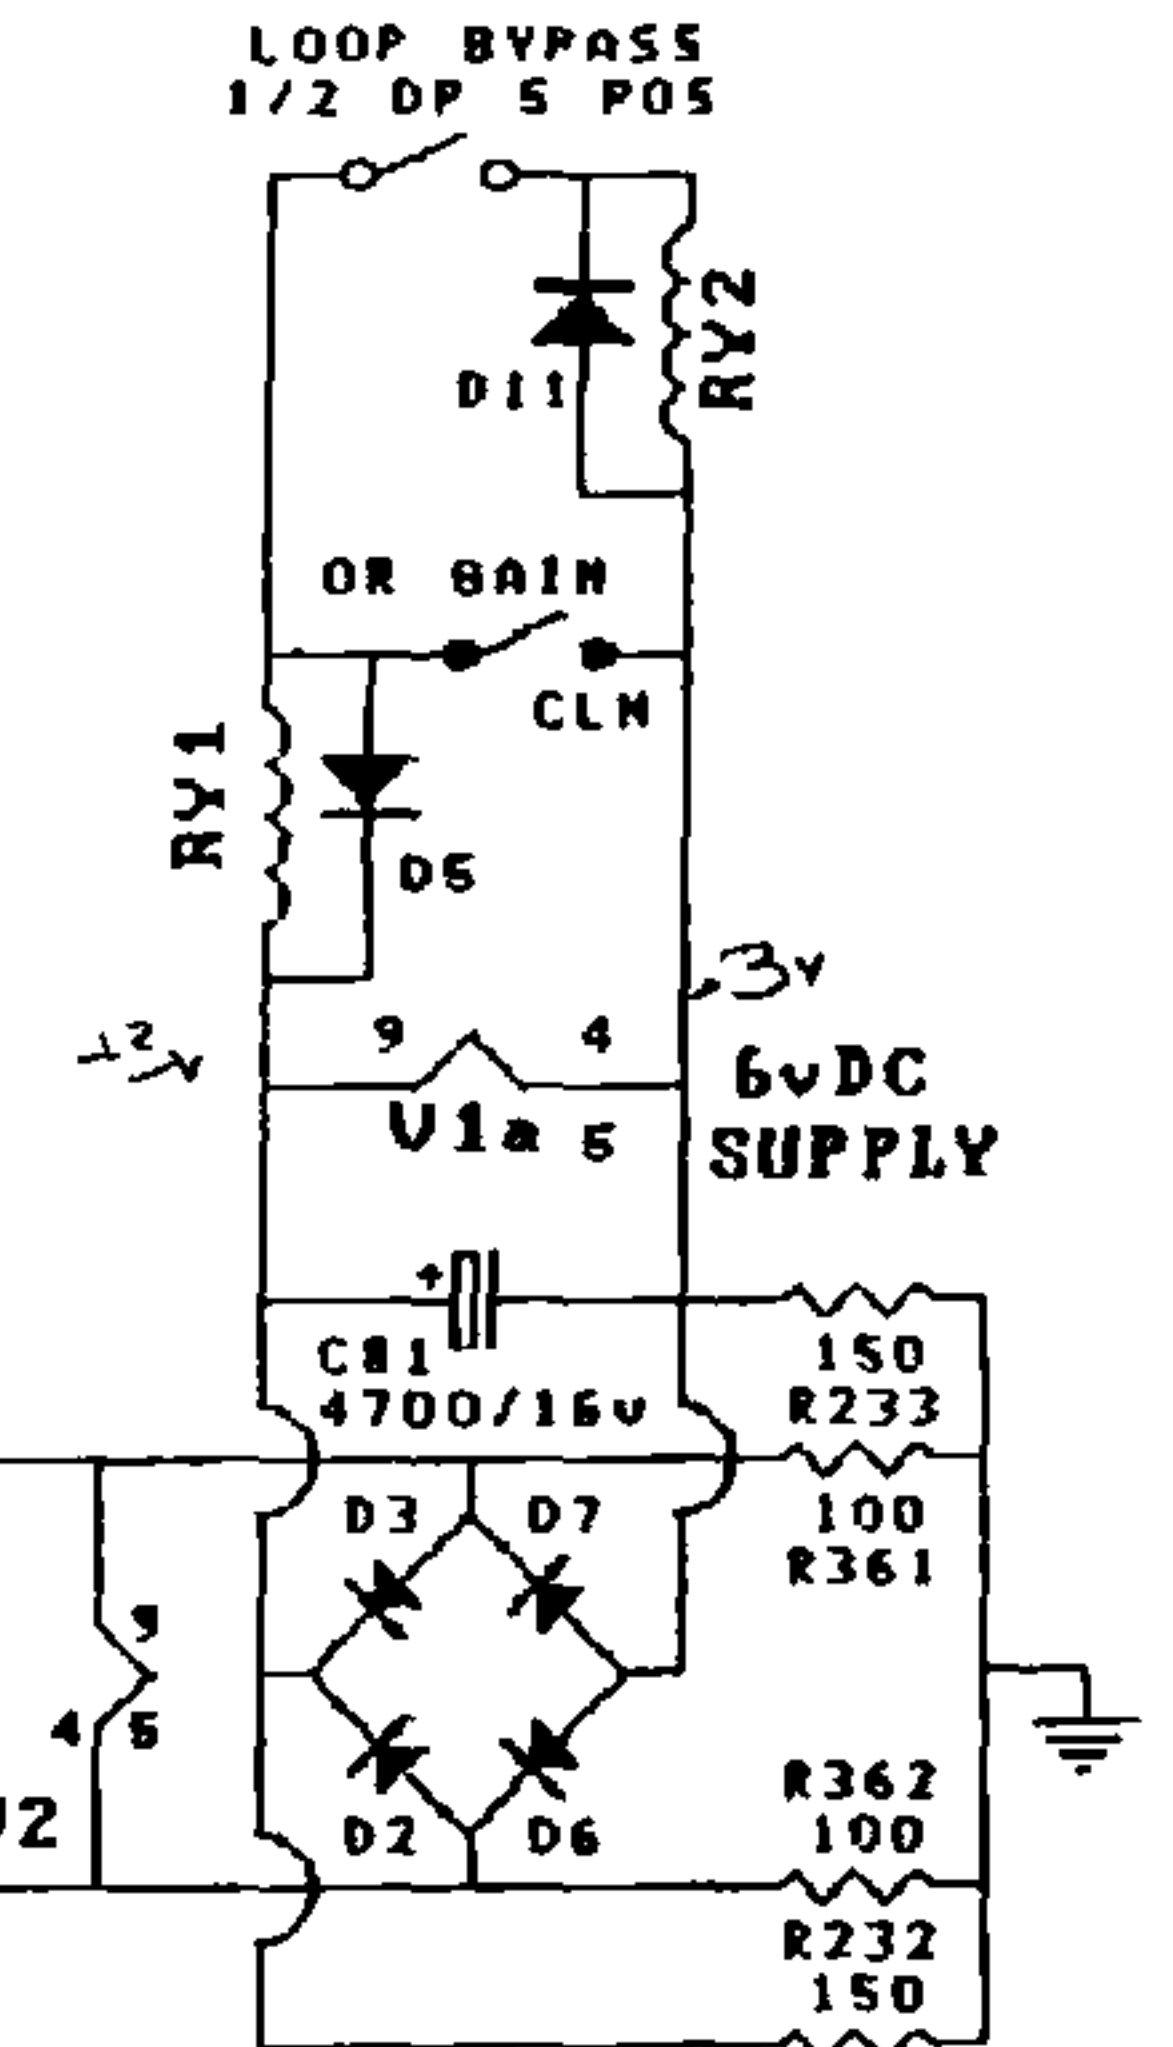 LOOP BYPASS
1/2 DP 5 POS
RY2
D11
OR GAIN
CLN
RY1
D5
3v
9 4
6vDC
V1a 5
SUPPLY
+
C81
4700/16v
150
R233
D3 D7
100
R361
9
4 5
R362
100
2
D2 D6
R232
150